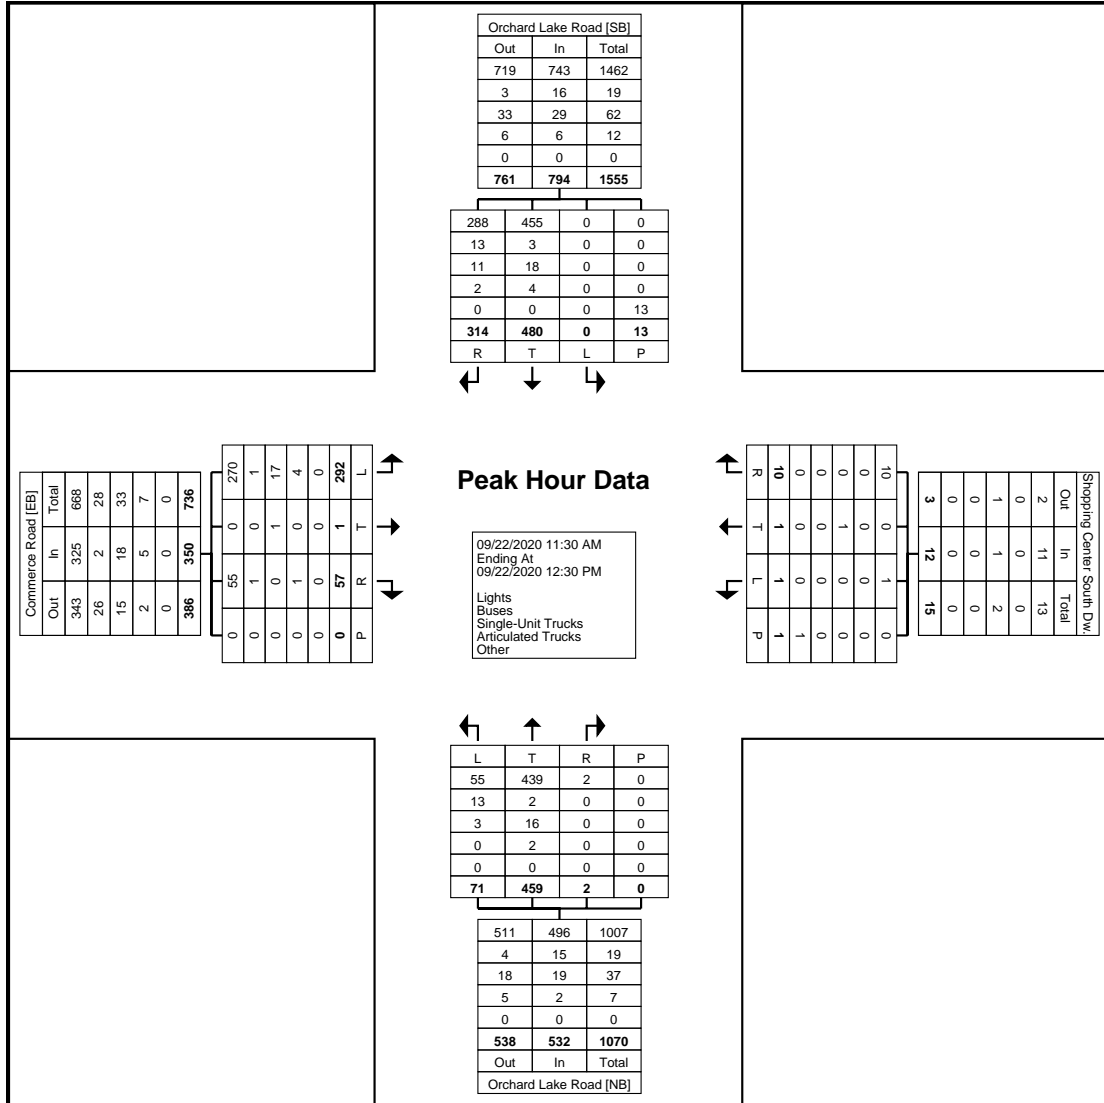 Orchard Lake Road [SB]
Out In Total
719 743 1462
3 16 19
33 29 62
6 6 12
0 0 0
761 794 1555
288 455 0 0
13 3 0 0
11 18 0 0
2 4 0 0
0 0 0 13
314 480 0 13
R T L P
Commerce Road [EB]
Out In Total
343 325 668
26 2 28
15 18 33
2 5 7
0 0 0
386 350 736
270 0 55 0
1 0 1 0
17 1 0 0
4 0 1 0
0 0 0 0
292 1 57 0
L T R P
Peak Hour Data
09/22/2020 11:30 AM
Ending At
09/22/2020 12:30 PM
Lights
Buses
Single-Unit Trucks
Articulated Trucks
Other
Shopping Center South Dw.
Out In Total
2 11 13
0 0 0
1 1 2
0 0 0
0 0 0
3 12 15
10 0 1 0
0 0 0 0
0 1 0 0
0 0 0 0
0 0 0 1
10 1 1 1
R T L P
L T R P
55 439 2 0
13 2 0 0
3 16 0 0
0 2 0 0
0 0 0 0
71 459 2 0
511 496 1007
4 15 19
18 19 37
5 2 7
0 0 0
538 532 1070
Out In Total
Orchard Lake Road [NB]